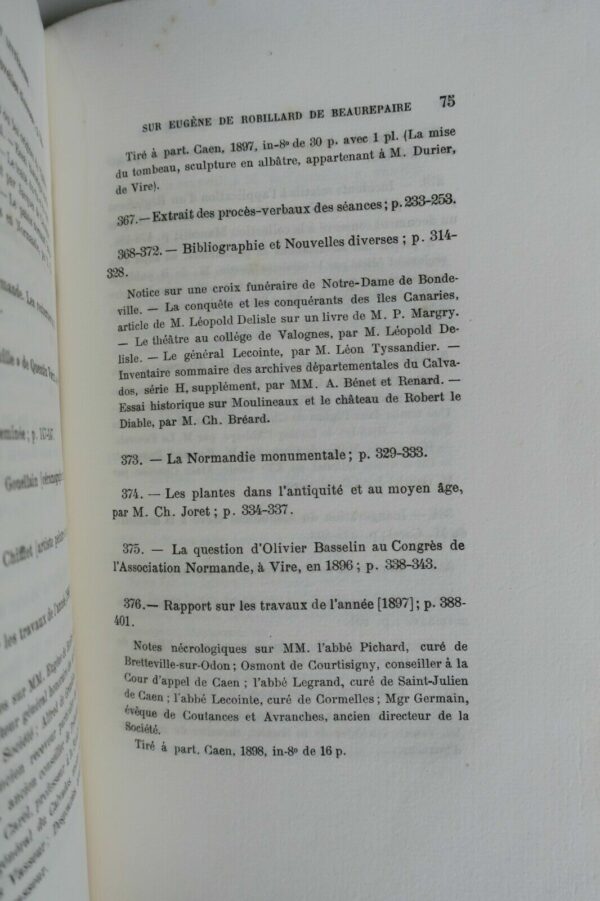 SUR EUGÈNE DE ROBILLARD DE BEAUREPAIRE 75
Tiré à part. Caen, 1897, in-8º de 30 p. avec 1 pl. (La mise
du tombeau, sculpture en albâtre, appartenant à M. Durier,
de Vire).
367.—Extrait des procès-verbaux des séances ; p. 233-253.
368-372. — Bibliographie et Nouvelles diverses ; p. 314-
328.
Notice sur une croix funéraire de Notre-Dame de Bonde-
ville. — La conquête et les conquérants des îles Canaries,
article de M. Léopold Delisle sur un livre de M. P. Margry.
— Le théâtre au collége de Valognes, par M. Léopold De-
lisle. — Le général Lecointe, par M. Léon Tyssandier. —
Inventaire sommaire des archives départementales du Calva-
dos, série H, supplément, par MM. A. Bénet et Renard. —
Essai historique sur Moulineaux et le château de Robert le
Diable, par M. Ch. Bréard.
373. — La Normandie monumentale ; p. 329-333.
374. — Les plantes dans l'antiquité et au moyen âge,
par M. Ch. Joret ; p. 334-337.
375. — La question d'Olivier Basselin au Congrès de
l'Association Normande, à Vire, en 1896 ; p. 338-343.
376.— Rapport sur les travaux de l'année [1897] ; p. 388-
401.
Notes nécrologiques sur MM. l'abbé Pichard, curé de
Bretteville-sur-Odon ; Osmont de Courtisigny, conseiller à la
Cour d'appel de Caen ; l'abbé Legrand, curé de Saint-Julien
de Caen ; l'abbé Lecointe, curé de Cormelles ; Mgr Germain,
évêque de Coutances et Avranches, ancien directeur de la
Société.
Tiré à part. Caen, 1898, in-8º de 16 p.